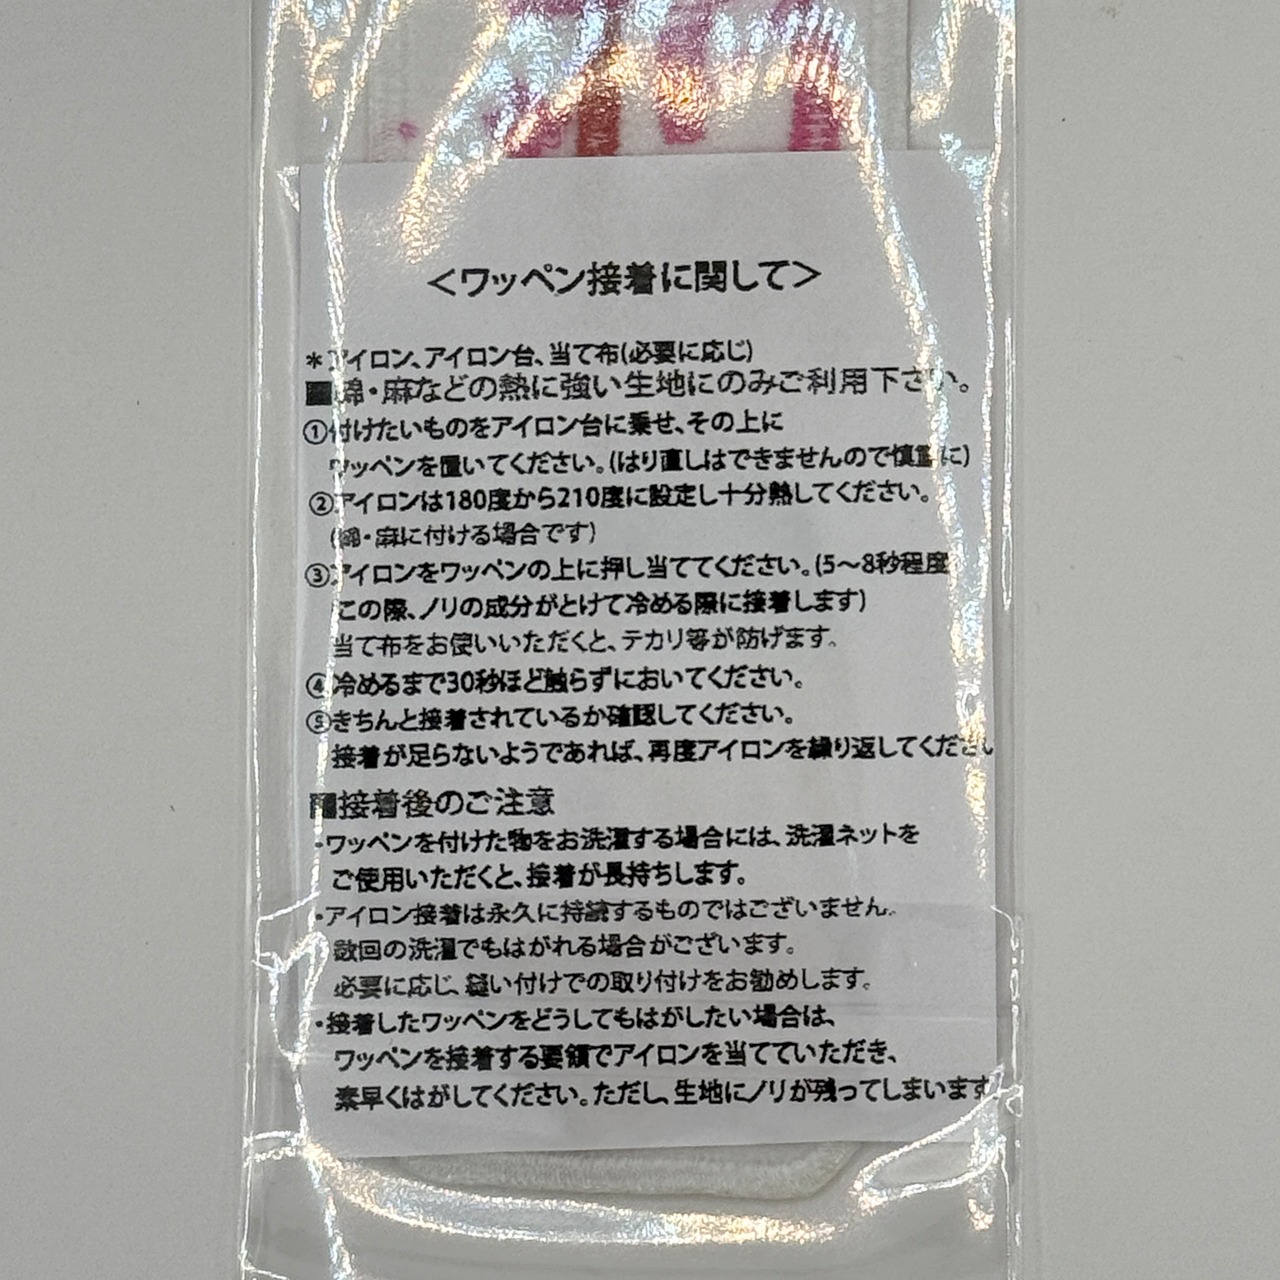 <ワッペン接着に関して>
*アイロン、アイロン台、当て布(必要に応じ)
■綿・麻などの熱に強い生地にのみご利用下さい。
①付けたいものをアイロン台に乗せ、その上に
ワッペンを置いてください。(はり直しはできませんので慎重に)
②アイロンは180度から210度に設定し十分熱してください。
(綿・麻に付ける場合です)
③アイロンをワッペンの上に押し当ててください。(5〜8秒程度
この際、ノリの成分がとけて冷める際に接着します)
当て布をお使いいただくと、テカリ等が防げます。
④冷めるまで30秒ほど触らずにおいてください。
⑤きちんと接着されているか確認してください。
接着が足らないようであれば、再度アイロンを繰り返してください
■接着後のご注意
・ワッペンを付けた物をお洗濯する場合には、洗濯ネットを
ご使用いただくと、接着が長持ちします。
・アイロン接着は永久に持続するものではございません。
数回の洗濯でもはがれる場合がございます。
必要に応じ、縫い付けでの取り付けをお勧めします。
・接着したワッペンをどうしてもはがしたい場合は、
ワッペンを接着する要領でアイロンを当てていただき、
素早くはがしてください。ただし、生地にノリが残ってしまいます。